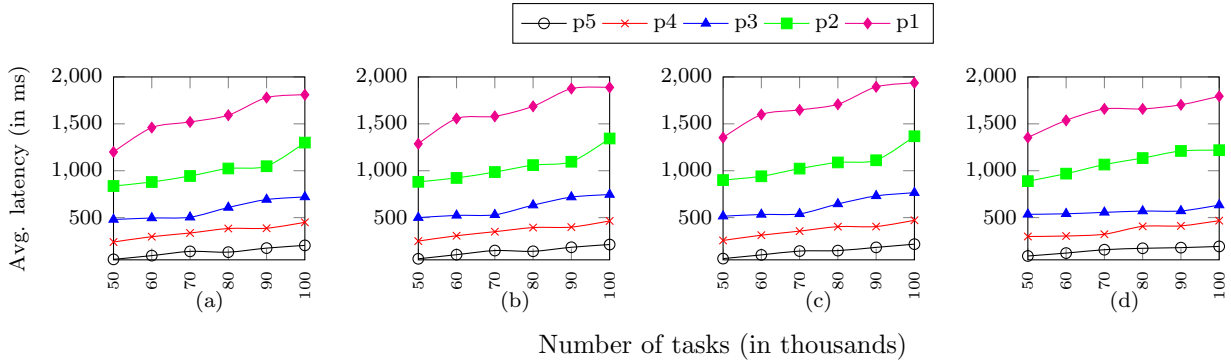 p5 p4 p3 p2 p1
Avg. latency (in ms)
2,000 1,500 1,000 500
50 60 70 80 90 100
(a)
2,000 1,500 1,000 500
50 60 70 80 90 100
(b)
2,000 1,500 1,000 500
50 60 70 80 90 100
(c)
2,000 1,500 1,000 500
50 60 70 80 90 100
(d)
Number of tasks (in thousands)